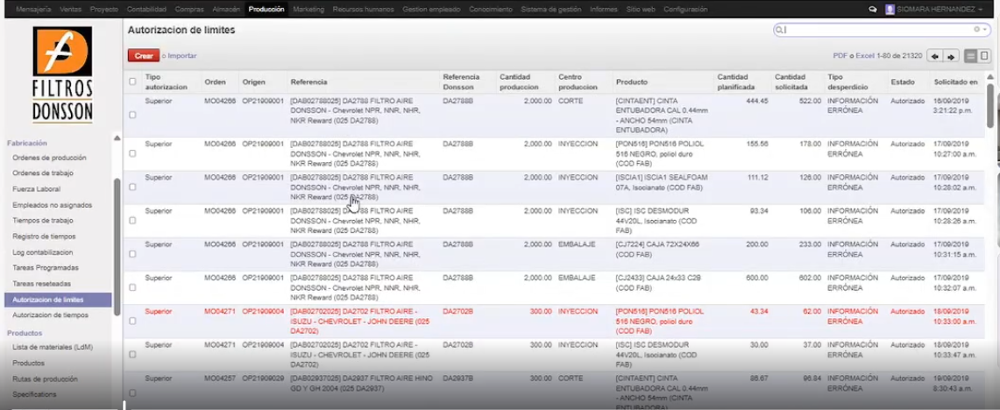 Mensajería Ventas Proyecto Contabilidad Compras Almacén Producción Marketing Recursos humanos Gestion empleado Conocimiento Sistema de gestión Informes Sitio web Configuración SIOMARA HERNANDEZ
FILTROS
DONSSON
Autorizacion de limites
Crear o Importar
PDF o Excel 1-80 de 21320
Fabricación
Ordenes de producción
Ordenes de trabajo
Fuerza Laboral
Empleados no asignados
Tiempos de trabajo
Registro de tiempos
Log contabilizacion
Tareas Programadas
Tareas reseteadas
Autorizacion de limites
Autorizacion de tiempos
Productos
Lista de materiales (LdM)
Productos
Rutas de producción
Specifications
Tipo Referencia Cantidad Centro Cantidad Cantidad Tipo
autorizacion Orden Origen Referencia Donsson produccion produccion Producto planificada solicitada desperdicio Estado Solicitado en
Superior MO04266 OP21909001 [DAB02788025] DA2788 FILTRO AIRE DA2788B 2,000.00 CORTE [CINTAENT] CINTA 444.45 522.00 INFORMACIÓN Autorizado 16/09/2019
DONSSON - Chevrolet NPR, NNR, NHR, ENTUBADORA CAL 0.44mm ERRÓNEA 3:21:22 p.m.
NKR Reward (025 DA2788) - ANCHO 54mm (CINTA
ENTUBADORA)
Superior MO04266 OP21909001 [DAB02788025] DA2788 FILTRO AIRE DA2788B 2,000.00 INYECCION [PON516] PON516 POLIOL 155.56 178.00 INFORMACIÓN Autorizado 17/09/2019
DONSSON - Chevrolet NPR, NNR, NHR, 516 NEGRO, poliol duro ERRÓNEA 10:27:00 a.m.
NKR Reward (025 DA2788) (COD FAB)
Superior MO04266 OP21909001 [DAB02788025] DA2788 FILTRO AIRE DA2788B 2,000.00 INYECCION [ISCIA1] ISCIA1 SEALFOAM 111.12 126.00 INFORMACIÓN Autorizado 17/09/2019
DONSSON - Chevrolet NPR, NNR, NHR, 07A, Isocianato (COD FAB) ERRÓNEA 10:28:02 a.m.
NKR Reward (025 DA2788)
Superior MO04266 OP21909001 [DAB02788025] DA2788 FILTRO AIRE DA2788B 2,000.00 INYECCION [ISC] ISC DESMODUR 93.34 106.00 INFORMACIÓN Autorizado 17/09/2019
DONSSON - Chevrolet NPR, NNR, NHR, 44V20L, Isocianato (COD ERRÓNEA 10:28:26 a.m.
NKR Reward (025 DA2788) FAB)
Superior MO04266 OP21909001 [DAB02788025] DA2788 FILTRO AIRE DA2788B 2,000.00 EMBALAJE [CJ7224] CAJA 72X24X66 200.00 233.00 INFORMACIÓN Autorizado 17/09/2019
DONSSON - Chevrolet NPR, NNR, NHR, (COD FAB) ERRÓNEA 10:31:15 a.m.
NKR Reward (025 DA2788)
Superior MO04266 OP21909001 [DAB02788025] DA2788 FILTRO AIRE DA2788B 2,000.00 EMBALAJE [CJ2433] CAJA 24x33 C2B 600.00 602.00 INFORMACIÓN Autorizado 17/09/2019
DONSSON - Chevrolet NPR, NNR, NHR, (COD FAB) ERRÓNEA 10:32:07 a.m.
NKR Reward (025 DA2788)
Superior MO04271 OP21909004 [DAB02702025] DA2702 FILTRO AIRE - DA2702B 300.00 INYECCION [PON516] PON516 POLIOL 43.34 62.00 INFORMACIÓN Autorizado 18/09/2019
ISUZU - CHEVROLET - JOHN DEERE (025 516 NEGRO, poliol duro ERRÓNEA 10:33:00 a.m.
DA2702) (COD FAB)
Superior MO04271 OP21909004 [DAB02702025] DA2702 FILTRO AIRE - DA2702B 300.00 INYECCION [ISC] ISC DESMODUR 30.00 37.00 INFORMACIÓN Autorizado 18/09/2019
ISUZU - CHEVROLET - JOHN DEERE (025 44V20L, Isocianato (COD ERRÓNEA 10:33:47 a.m.
DA2702) FAB)
Superior MO04257 OP21909029 [DAB02937025] DA2937 FILTRO AIRE HINO DA2937B 300.00 CORTE [CINTAENT] CINTA 86.67 96.84 INFORMACIÓN Autorizado 19/09/2019
GD Y GH 2004 (025 DA2937) ENTUBADORA CAL 0.44mm ERRÓNEA 8:30:43 a.m.
- ANCHO 54mm (CINTA
ENTUBADORA)